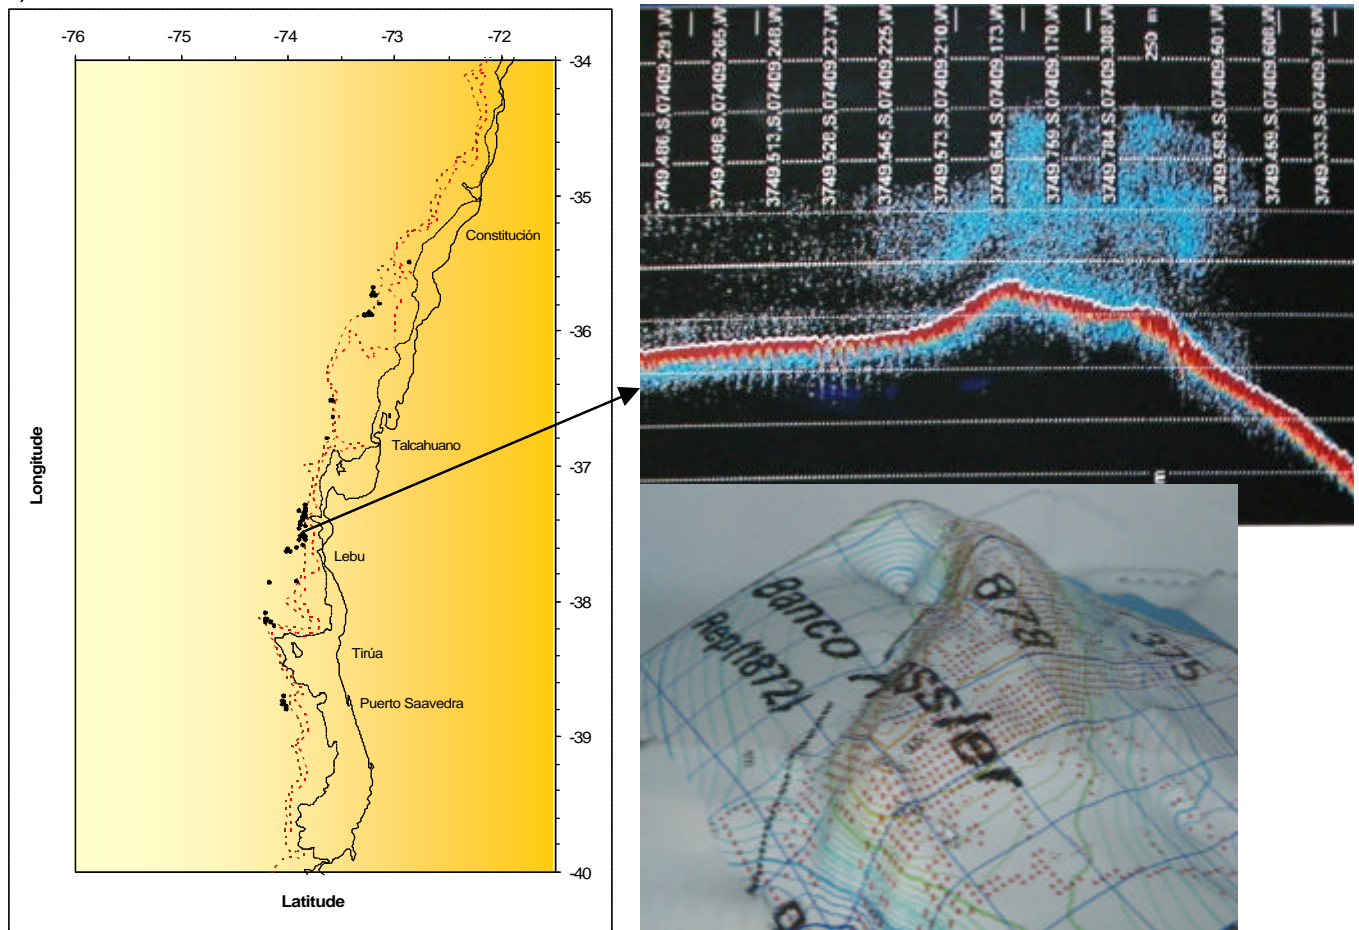 -76 -75 -74 -73 -72
-34
-35
-36
-37
-38
-39
-40
Constitución
Talcahuano
Lebu
Tirúa
Puerto Saavedra
Longitude
Latitude
3749.486,S,07409.291,W
3749.498,S,07409.265,W
3749.513,S,07409.248,W
3749.528,S,07409.237,W
3749.545,S,07409.225,W
3749.573,S,07409.210,W
3749.654,S,07409.173,W
3749.759,S,07409.170,W
3749.784,S,07409.308,W
250 m
3749.583,S,07409.501,W
3749.459,S,07409.608,W
3749.333,S,07409.716,W
m
Banco
Rep(1872)
878
375